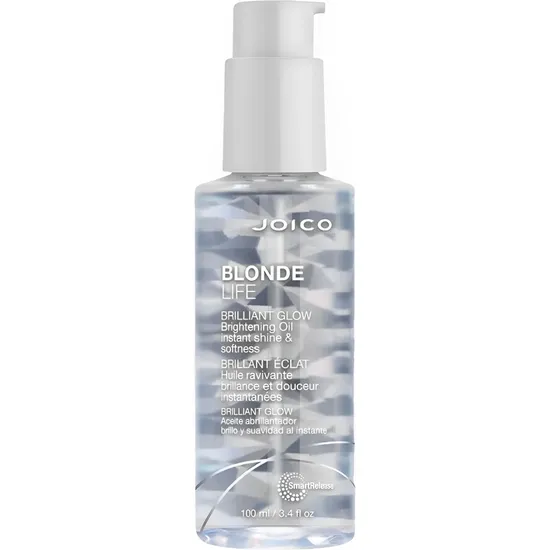 JOICO
BLONDE
LIFE
BRILLIANT GLOW
Brightening Oil
instant shine &
softness
BRILLANT ÉCLAT
Huile ravivante
brillance et douceur
instantanées
BRILLIANT GLOW
Aceite abrillantador
brillo y suavidad al instante
SmartRelease
100 ml / 3.4 fl oz